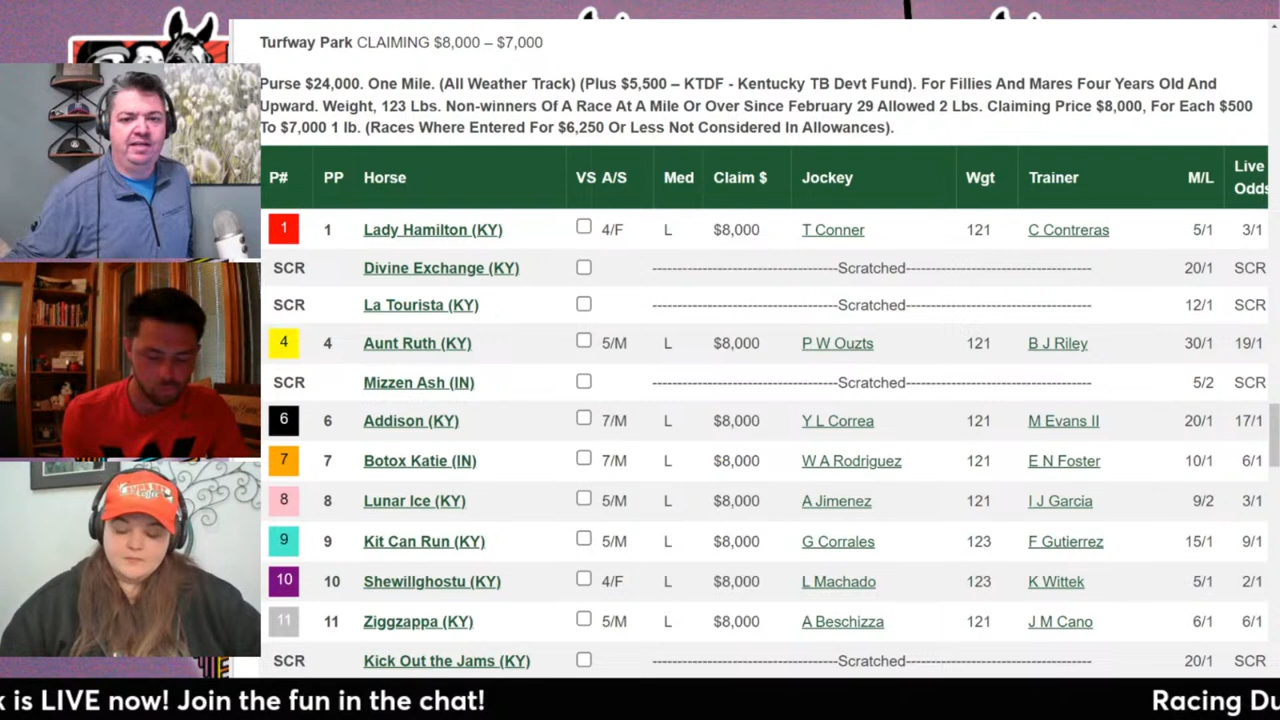 Turfway Park CLAIMING $8,000 – $7,000
Purse $24,000. One Mile. (All Weather Track) (Plus $5,500 – KTDF - Kentucky TB Devt Fund). For Fillies And Mares Four Years Old And
Upward. Weight, 123 Lbs. Non-winners Of A Race At A Mile Or Over Since February 29 Allowed 2 Lbs. Claiming Price $8,000, For Each $500
To $7,000 1 lb. (Races Where Entered For $6,250 Or Less Not Considered In Allowances).
P# PP Horse VS A/S Med Claim $ Jockey Wgt Trainer M/L Live Odds
1 1 Lady Hamilton (KY) 4/F L $8,000 T Conner 121 C Contreras 5/1 3/1
SCR Divine Exchange (KY) ---Scratched--- 20/1 SCR
SCR La Tourista (KY) ---Scratched--- 12/1 SCR
4 4 Aunt Ruth (KY) 5/M L $8,000 P W Ouzts 121 B J Riley 30/1 19/1
SCR Mizzen Ash (IN) ---Scratched--- 5/2 SCR
6 6 Addison (KY) 7/M L $8,000 Y L Correa 121 M Evans II 20/1 17/1
7 7 Botox Katie (IN) 7/M L $8,000 W A Rodriguez 121 E N Foster 10/1 6/1
8 8 Lunar Ice (KY) 5/M L $8,000 A Jimenez 121 I J Garcia 9/2 3/1
9 9 Kit Can Run (KY) 5/M L $8,000 G Corrales 123 F Gutierrez 15/1 9/1
10 10 Shewillghostu (KY) 4/F L $8,000 L Machado 123 K Wittek 5/1 2/1
11 11 Ziggzappa (KY) 5/M L $8,000 A Beschizza 121 J M Cano 6/1 6/1
SCR Kick Out the Jams (KY) ---Scratched--- 20/1 SCR
k is LIVE now! Join the fun in the chat! Racing Du